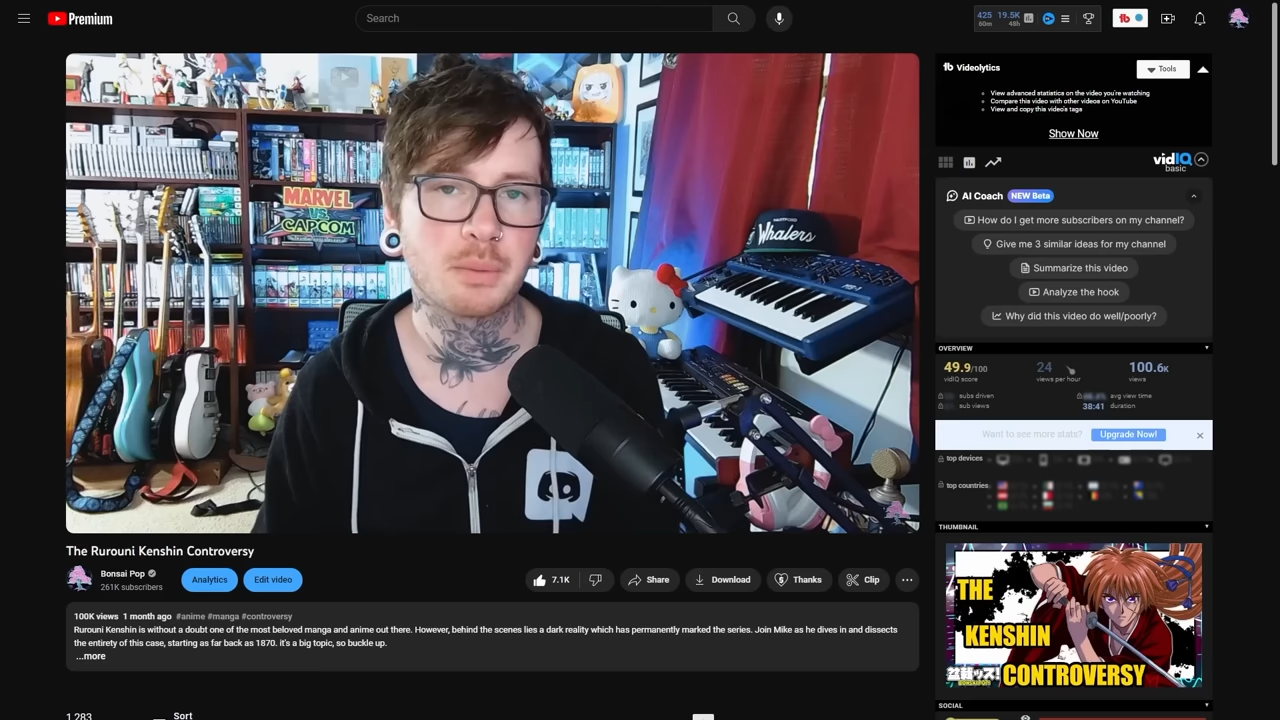 Premium
Search
425 19.5K
60m 48h
tb
MARVEL
VS.
CAPCOM
HARTFORD
Whalers
The Rurouni Kenshin Controversy
Bonsai Pop
261K subscribers
Analytics
Edit video
7.1K
Share
Download
Thanks
Clip
100K views 1 month ago #anime #manga #controversy
Rurouni Kenshin is without a doubt one of the most beloved manga and anime out there. However, behind the scenes lies a dark reality which has permanently marked the series. Join Mike as he dives in and dissects
the entirety of this case, starting as far back as 1870. It's a big topic, so buckle up.
...more
1,283
Sort
tb Videolytics
Tools
View advanced statistics on the video you're watching
Compare this video with other videos on YouTube
View and copy this video's tags
Show Now
vidIQ
basic
AI Coach NEW Beta
How do I get more subscribers on my channel?
Give me 3 similar ideas for my channel
Summarize this video
Analyze the hook
Why did this video do well/poorly?
OVERVIEW
49.9/100 24 100.6K
vidIQ score views per hour views
subs driven avg view time
sub views 38:41 duration
Want to see more stats? Upgrade Now!
top devices
top countries
THUMBNAIL
THE
KENSHIN
CONTROVERSY
SOCIAL